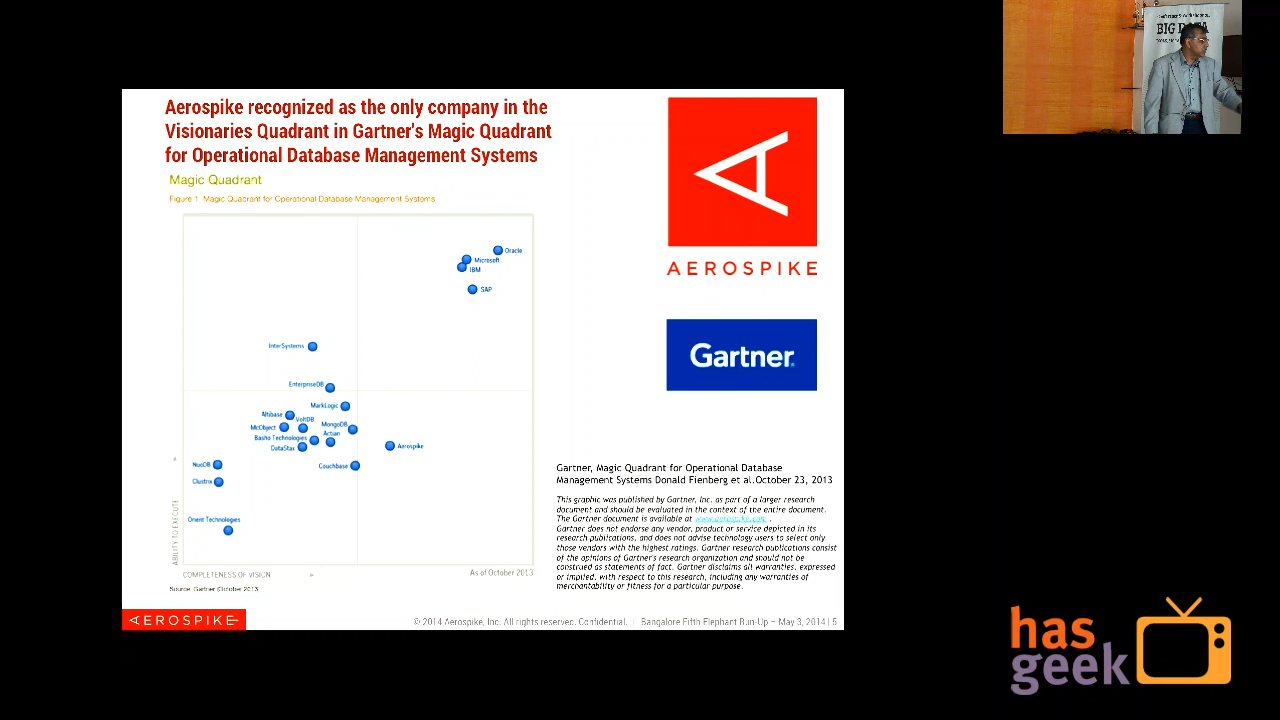 Aerospike recognized as the only company in the
Visionaries Quadrant in Gartner's Magic Quadrant
for Operational Database Management Systems
Magic Quadrant
Figure 1. Magic Quadrant for Operational Database Management Systems
Oracle
Microsoft
IBM
SAP
InterSystems
EnterpriseDB
MarkLogic
Altibase
VoltDB
McObject
MongoDB
Actian
Basho Technologies
DataStax
Aerospike
Couchbase
NuoDB
Clustrix
Orient Technologies
ABILITY TO EXECUTE
COMPLETENESS OF VISION
As of October 2013
Source: Gartner (October 2013)
AEROSPIKE
Gartner
Gartner, Magic Quadrant for Operational Database
Management Systems Donald Fienberg et al.October 23, 2013
This graphic was published by Gartner, Inc. as part of a larger research
document and should be evaluated in the context of the entire document.
The Gartner document is available at www.aerospike.com .
Gartner does not endorse any vendor, product or service depicted in its
research publications, and does not advise technology users to select only
those vendors with the highest ratings. Gartner research publications consist
of the opinions of Gartner's research organization and should not be
construed as statements of fact. Gartner disclaims all warranties, expressed
or implied, with respect to this research, including any warranties of
merchantability or fitness for a particular purpose.
AEROSPIKE
© 2014 Aerospike, Inc. All rights reserved. Confidential. | Bangalore Fifth Elephant Run-Up – May 3, 2014 | 5
BIG DATA
has
geek